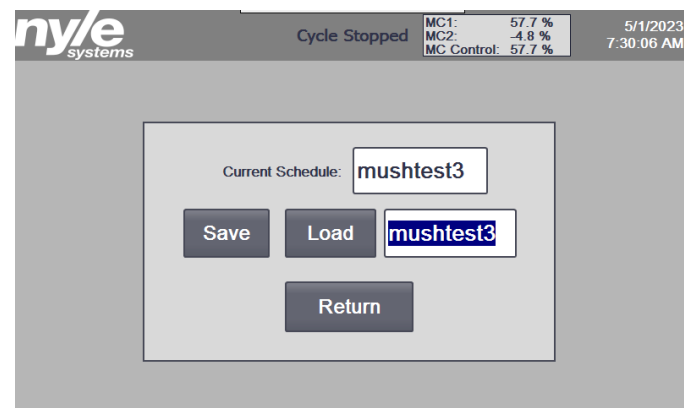 nyle
systems
Cycle Stopped
MC1: 57.7 %
MC2: -4.8 %
MC Control: 57.7 %
5/1/2023
7:30:06 AM
Current Schedule: mushtest3
Save Load mushtest3
Return